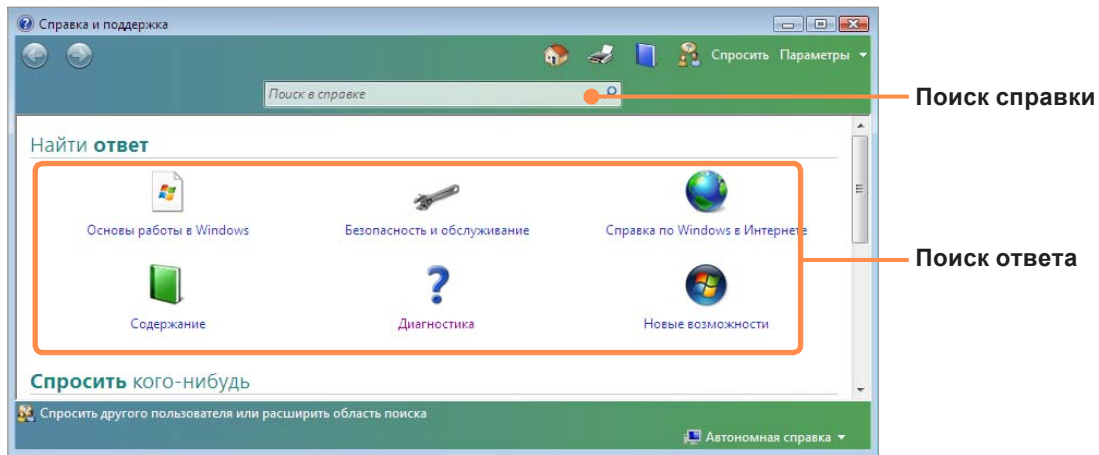 Справка и поддержка
Спросить Параметры
Поиск в справке
Поиск справки
Найти ответ
Основы работы в Windows
Безопасность и обслуживание
Справка по Windows в Интернете
Поиск ответа
Содержание
Диагностика
Новые возможности
Спросить кого-нибудь
Спросить другого пользователя или расширить область поиска
Автономная справка